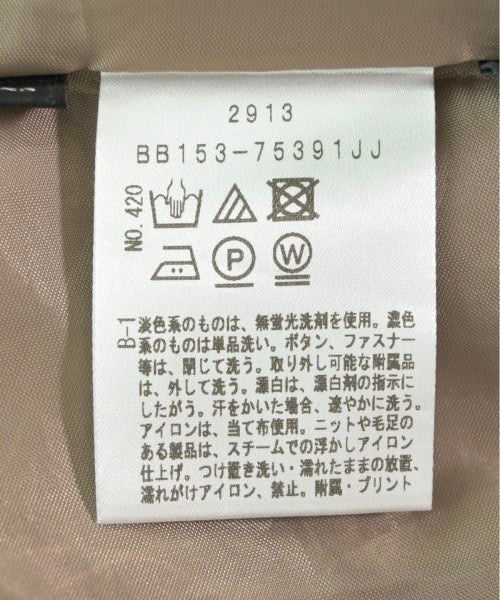 2913
BB153-75391JJ
NO. 420
P
W
B-1
淡色系のものは、無蛍光洗剤を使用。濃色
系のものは単品洗い。ボタン、ファスナー
等は、閉じて洗う。取り外し可能な附属品
は、外して洗う。漂白は、漂白剤の指示に
したがう。汗をかいた場合、速やかに洗う。
アイロンは、当て布使用。ニットや毛足の
ある製品は、スチームでの浮かしアイロン
仕上げ。つけ置き洗い・濡れたままの放置、
濡れがけアイロン、禁止。附属・プリント